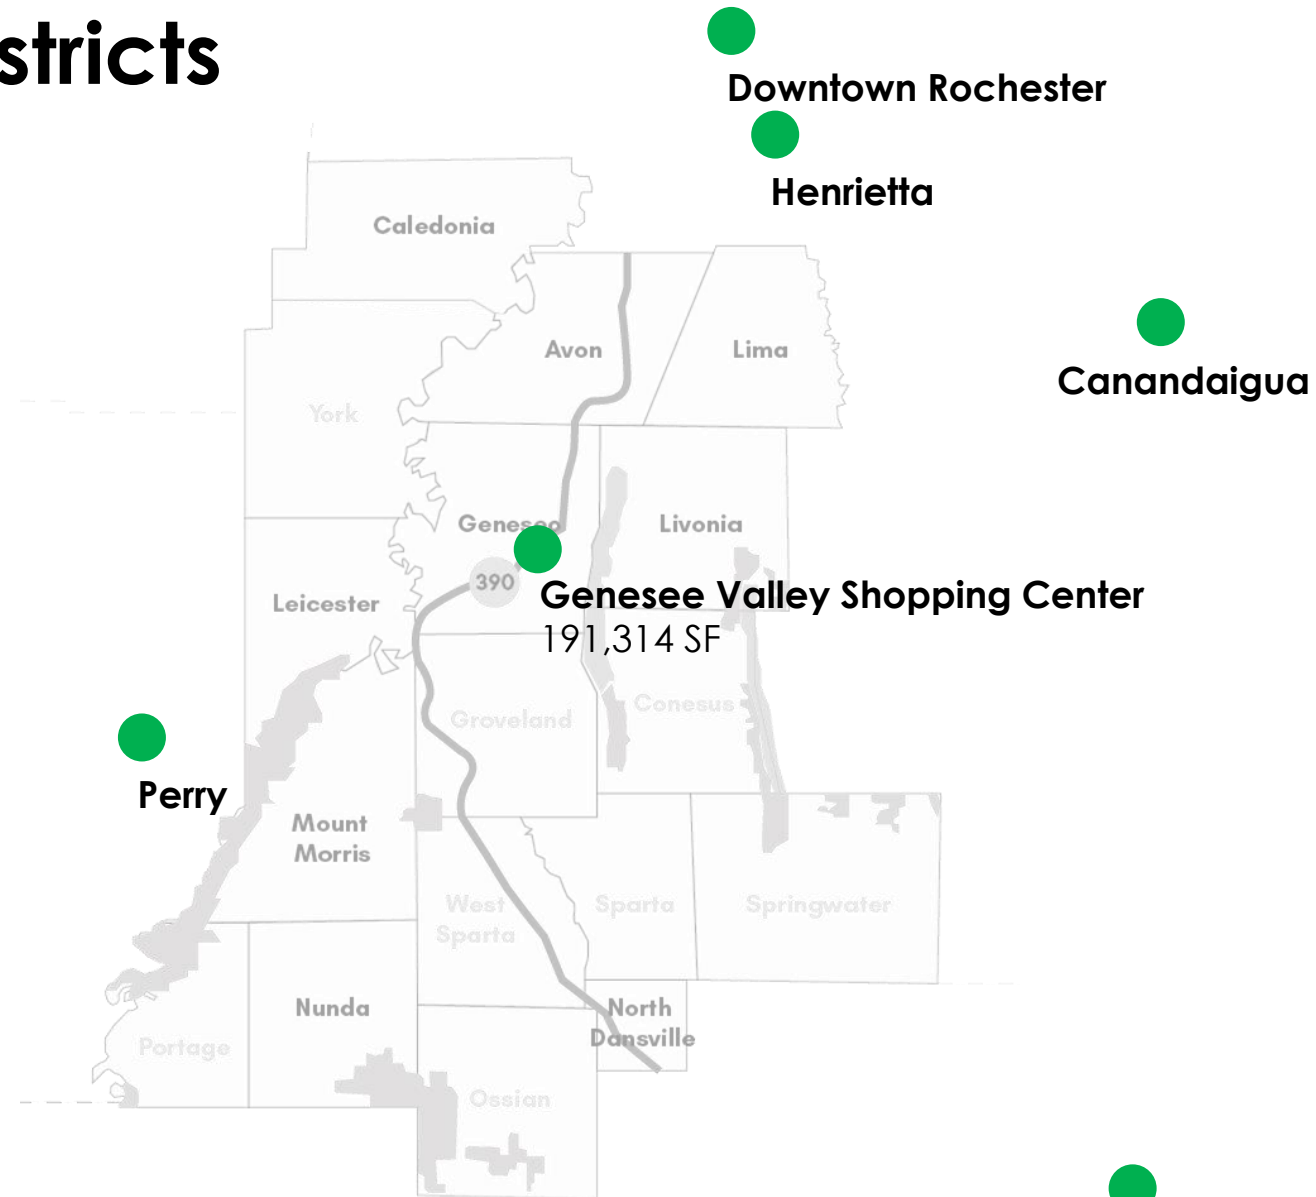 stricts
Downtown Rochester
Henrietta
Caledonia
Avon
Lima
Canandaigua
York
Geneseo
Livonia
390
Genesee Valley Shopping Center
191,314 SF
Leicester
Conesus
Groveland
Perry
Mount
Morris
West
Sparta
Sparta
Springwater
Nunda
North
Dansville
Portage
Ossian